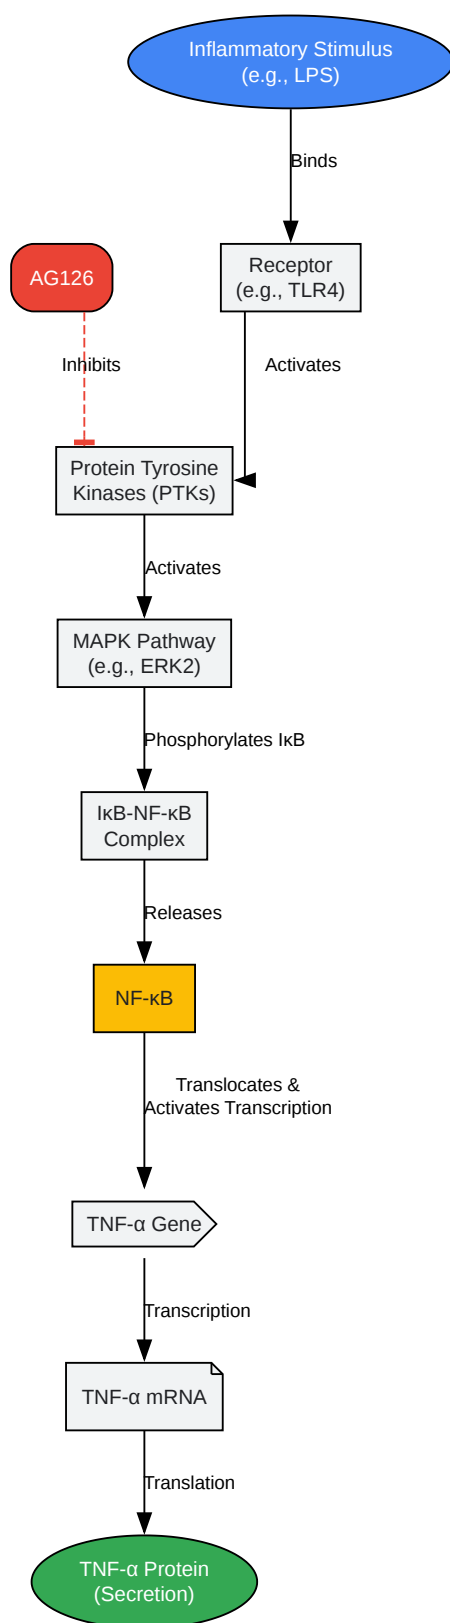 Inflammatory Stimulus
(e.g., LPS)
Binds
AG126
Receptor
(e.g., TLR4)
Inhibits
Activates
Protein Tyrosine
Kinases (PTKs)
Activates
MAPK Pathway
(e.g., ERK2)
Phosphorylates IκB
IκB-NF-κB
Complex
Releases
NF-κB
Translocates &
Activates Transcription
TNF-α Gene
Transcription
TNF-α mRNA
Translation
TNF-α Protein
(Secretion)